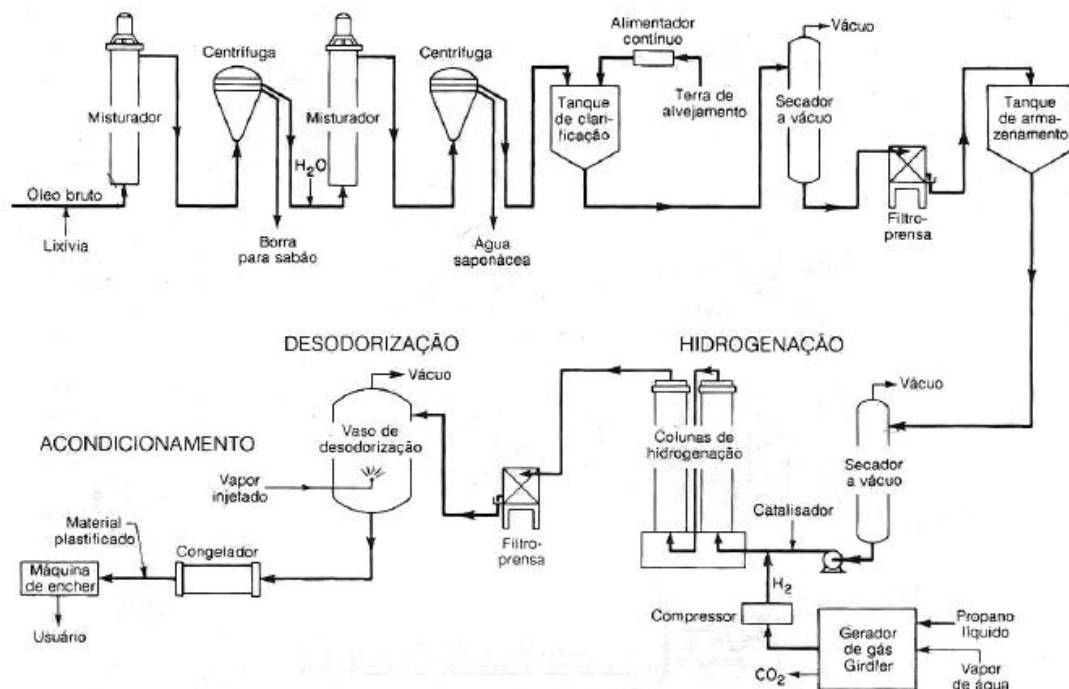 Alimentador
contínuo
Vácuo
Centrífuga
Centrífuga
Misturador
Misturador
Tanque
de clari-
ficação
Terra de
alvejamento
Secador
a vácuo
Tanque
de arma-
zenamento
H₂O
Óleo bruto
Lixívia
Borra
para sabão
Água
saponácea
Filtro-
prensa
DESODORIZAÇÃO
HIDROGENAÇÃO
Vácuo
Vácuo
ACONDICIONAMENTO
Vaso de
desodorização
Colunas de
hidrogenação
Secador
a vácuo
Vapor
injetado
Catalisador
Material
plastificado
Congelador
Filtro-
prensa
Máquina
de encher
H₂
Usuário
Compressor
Gerador
de gás
Girdler
Propano
líquido
CO₂
Vapor
de água